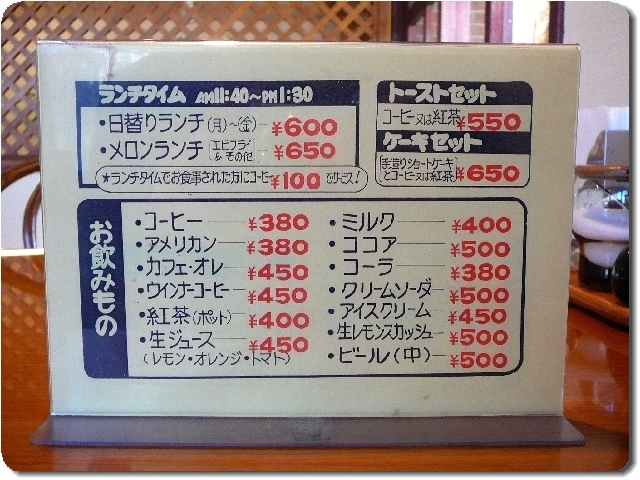 ランチタイム AM11:40〜PM1:30
・日替りランチ(月)〜(金) ¥600
・メロンランチ[エビフライ&その他] ¥650
★ランチタイムでお食事された方にコーヒー¥100でサービス!
トーストセット
コーヒー又は紅茶 ¥550
ケーキセット
[手造りショートケーキとコーヒー又は紅茶] ¥650
お飲みもの
・コーヒー ¥380
・アメリカン ¥380
・カフェ・オレ ¥450
・ウインナーコーヒー ¥450
・紅茶(ポット) ¥400
・生ジュース ¥450
(レモン・オレンジ・トマト)
・ミルク ¥400
・ココア ¥500
・コーラ ¥380
・クリームソーダ ¥500
・アイスクリーム ¥450
・生レモンスカッシュ ¥500
・ビール(中) ¥500